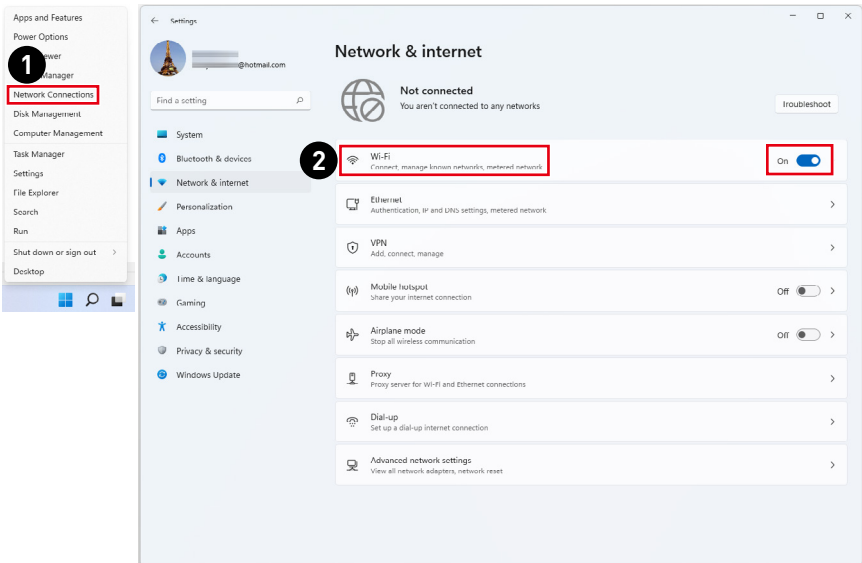 Apps and Features
Power Options
ewer
1
Manager
Network Connections
Disk Management
Computer Management
Task Manager
Settings
File Explorer
Search
Run
Shut down or sign out
Desktop
Settings
@hotmail.com
Find a setting
System
Bluetooth & devices
Network & internet
Personalization
Apps
Accounts
Time & language
Gaming
Accessibility
Privacy & security
Windows Update
Network & internet
Not connected
You aren't connected to any networks
Troubleshoot
2
Wi-Fi
Connect, manage known networks, metered network
On
Ethernet
Authentication, IP and DNS settings, metered network
VPN
Add, connect, manage
Mobile hotspot
Share your internet connection
Off
Airplane mode
Stop all wireless communication
Off
Proxy
Proxy server for Wi-Fi and Ethernet connections
Dial-up
Set up a dial-up internet connection
Advanced network settings
View all network adapters, network reset